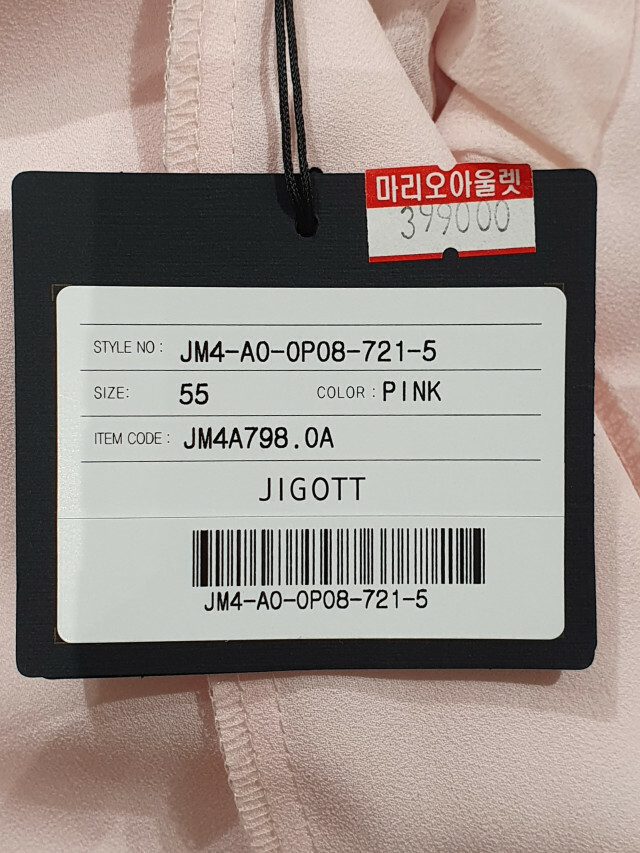 마리오아울렛
399000
STYLE NO : JM4-A0-0P08-721-5
SIZE: 55 COLOR : PINK
ITEM CODE : JM4A798.0A
JIGOTT
JM4-A0-0P08-721-5